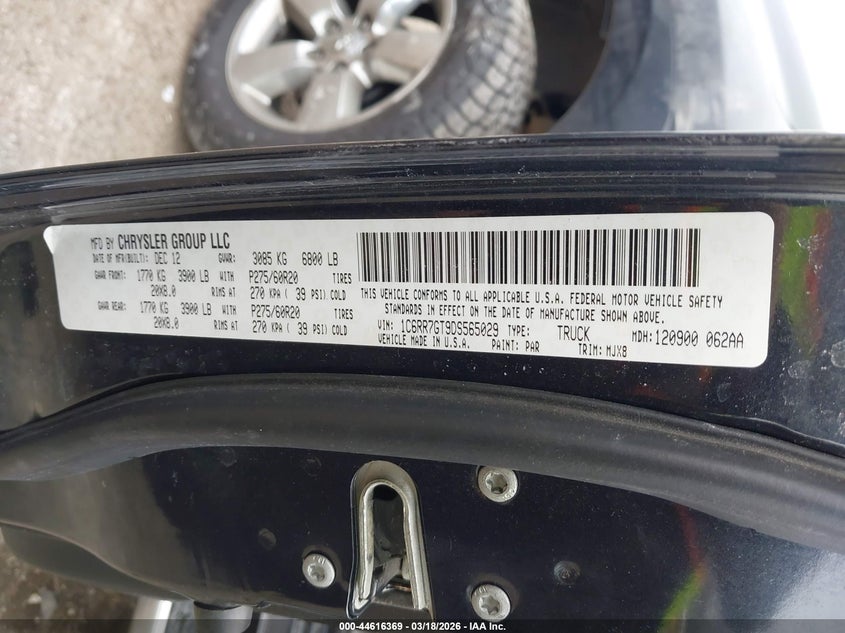 MFD BY CHRYSLER GROUP LLC
DATE OF MFR(BUILT): DEC 12 GVWR: 3085 KG 6800 LB
GAWR FRONT: 1770 KG 3900 LB WITH P275/60R20 TIRES
20X8.0 RIMS AT 270 KPA ( 39 PSI) COLD
GAWR REAR: 1770 KG 3900 LB WITH P275/60R20 TIRES
20X8.0 RIMS AT 270 KPA ( 39 PSI) COLD
THIS VEHICLE CONFORMS TO ALL APPLICABLE U.S.A. FEDERAL MOTOR VEHICLE SAFETY
STANDARDS IN EFFECT ON THE DATE OF MANUFACTURE SHOWN ABOVE.
VIN: 1C6RR7GT9DS565029 TYPE: TRUCK MDH: 120900 062AA
VEHICLE MADE IN U.S.A. PAINT: PAR TRIM: MJX8
000-44616369 - 03/18/2026 - IAA Inc.